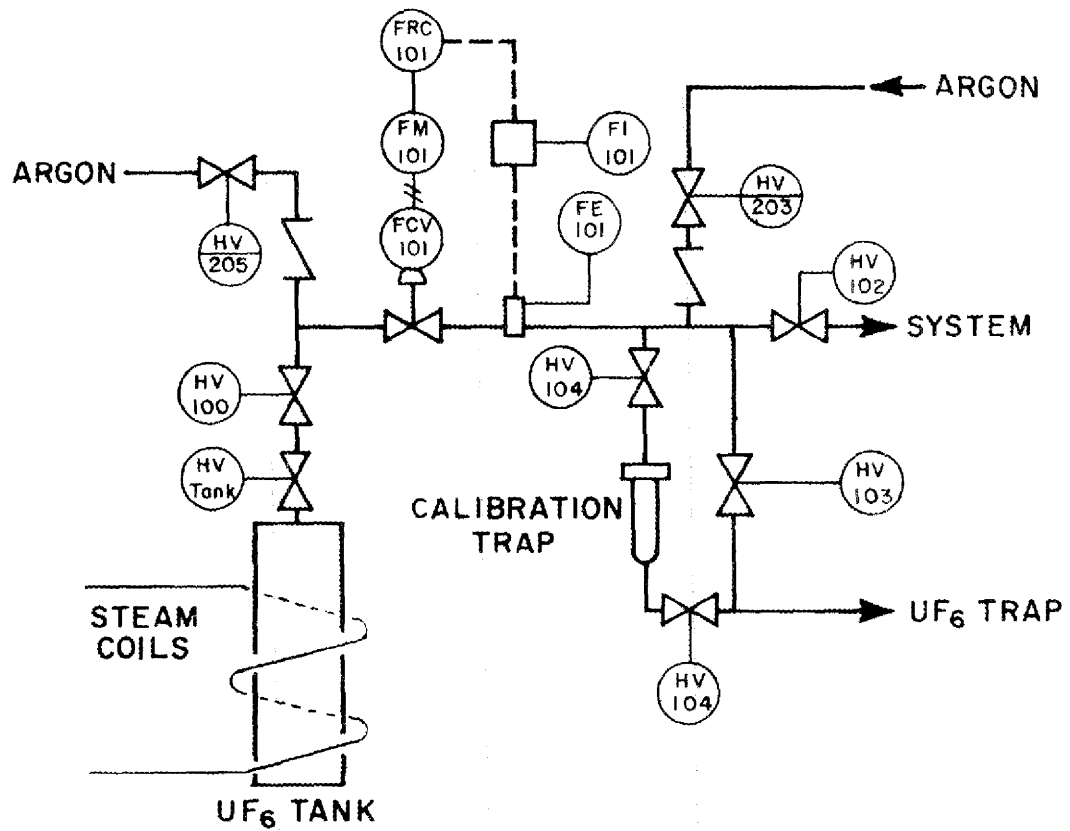 FRC
101
ARGON
FM
101
FI
101
ARGON
HV
203
FCV
101
FE
101
HV
205
HV
102
SYSTEM
HV
100
HV
104
HV
Tank
CALIBRATION
TRAP
HV
103
STEAM
COILS
UF6 TRAP
HV
104
UF6 TANK